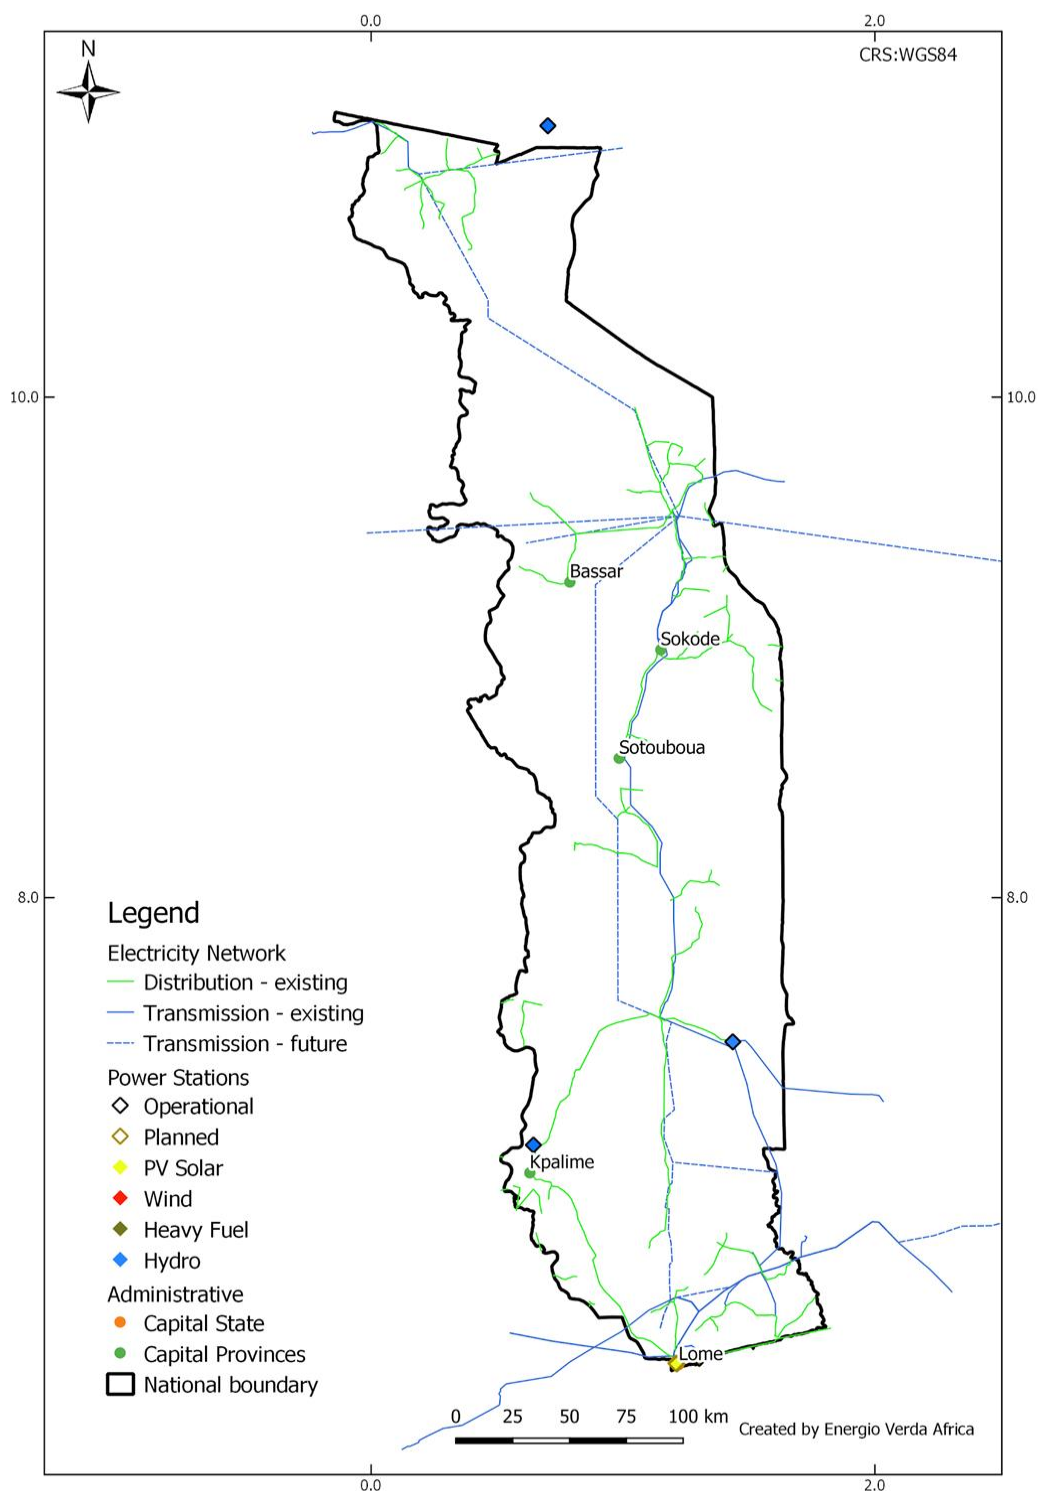 0.0
2.0
CRS:WGS84
N
10.0
10.0
Bassar
Sokode
Sotouboua
8.0
8.0
Legend
Electricity Network
Distribution - existing
Transmission - existing
Transmission - future
Power Stations
Operational
Planned
PV Solar
Wind
Heavy Fuel
Hydro
Administrative
Capital State
Capital Provinces
National boundary
Kpalime
Lome
0 25 50 75 100 km
Created by Energio Verda Africa
0.0
2.0